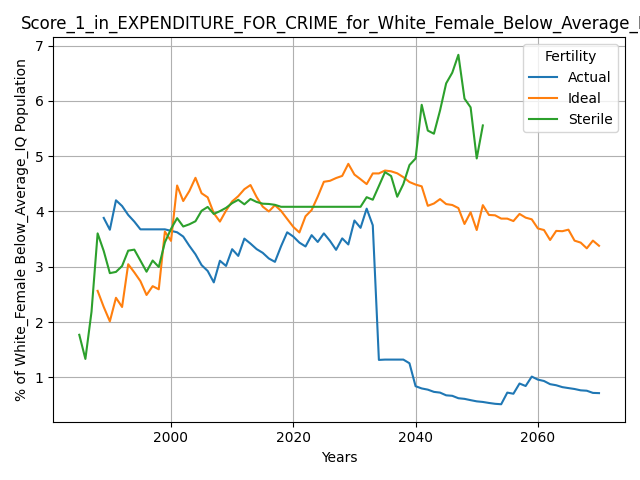 Score_1_in_EXPENDITURE_FOR_CRIME_for_White_Female_Below_Average_
Fertility
Actual
Ideal
Sterile
% of White_Female Below_Average_IQ Population
7
6
5
4
3
2
1
2000 2020 2040 2060
Years